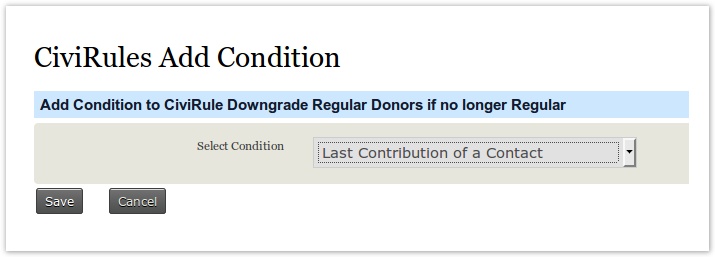 CiviRules Add Condition
Add Condition to CiviRule Downgrade Regular Donors if no longer Regular
Select Condition Last Contribution of a Contact
Save Cancel